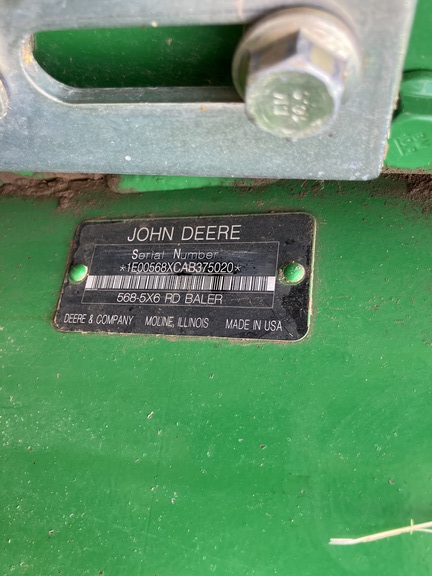 JOHN DEERE
Serial Number
*1E00568XCAB375020*
568-5X6 RD BALER
DEERE & COMPANY MOLINE, ILLINOIS MADE IN USA